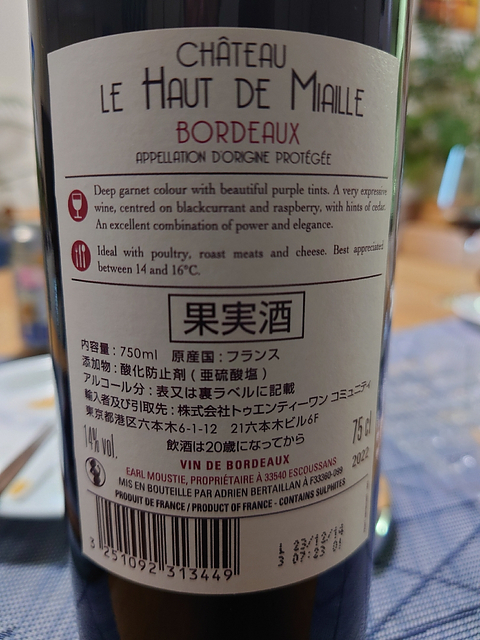 CHÂTEAU
LE HAUT DE MIAILLE
BORDEAUX
APPELLATION D'ORIGINE PROTÉGÉE
Deep garnet colour with beautiful purple tints. A very expressive
wine, centred on blackcurrant and raspberry, with hints of cedar.
An excellent combination of power and elegance.
Ideal with poultry, roast meats and cheese. Best appreciated
between 14 and 16°C.
果実酒
内容量:750ml 原産国:フランス
添加物:酸化防止剤(亜硫酸塩)
アルコール分:表又は裏ラベルに記載
輸入者及び引取先:株式会社トゥエンティーワン コミュニティ
東京都港区六本木6-1-12 21六本木ビル6F
飲酒は20歳になってから
14% vol.
75 cl
2022
VIN DE BORDEAUX
EARL MOUSTIE, PROPRIÉTAIRE À 33540 ESCOUSSANS
MIS EN BOUTEILLE PAR ADRIEN BERTAILLAN À F33360-099
PRODUIT DE FRANCE / PRODUCT OF FRANCE - CONTAINS SULPHITES
3 251092 313449
L 23/12/14
3 07:23 01